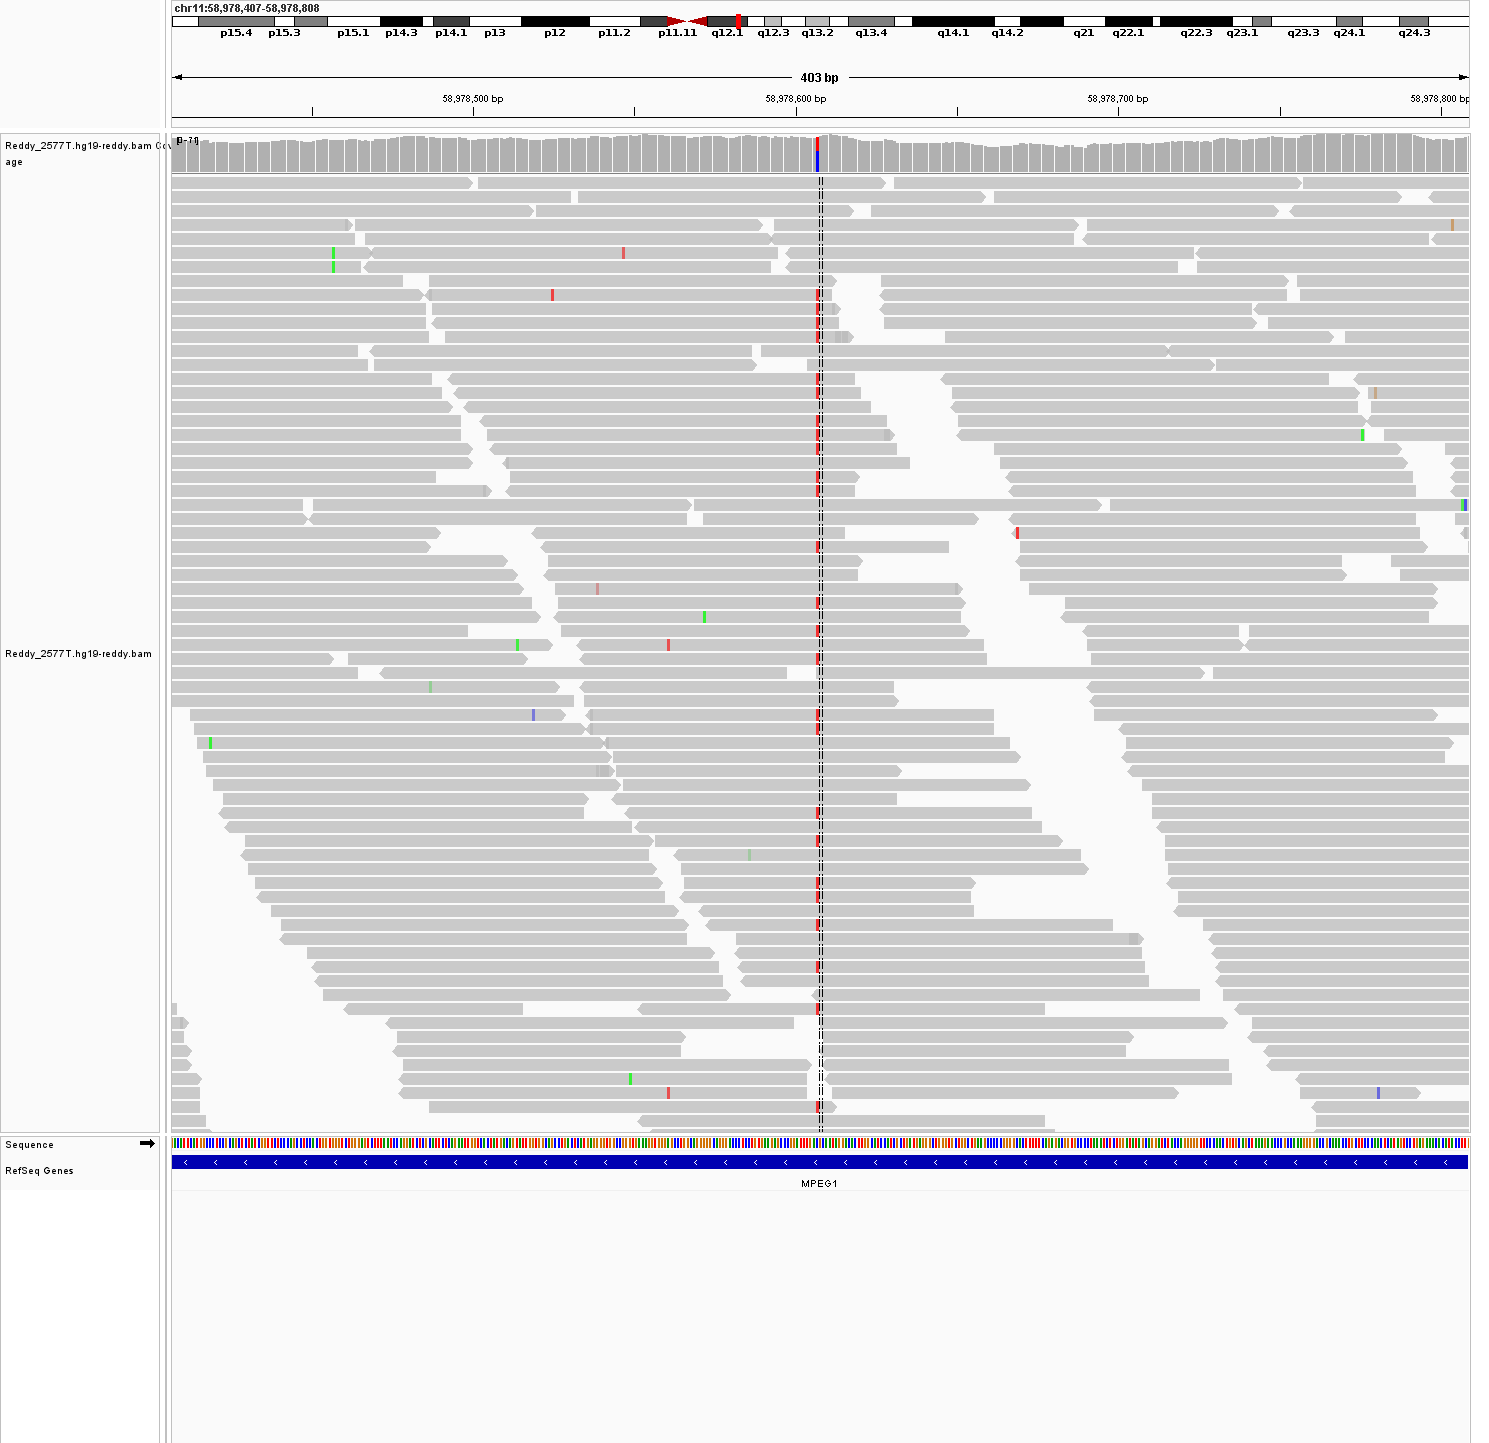 chr11:58,978,407-58,978,808
p15.4 p15.3 p15.1 p14.3 p14.1 p13 p12 p11.2 p11.11 q12.1 q12.3 q13.2 q13.4 q14.1 q14.2 q21 q22.1 q22.3 q23.1 q23.3 q24.1 q24.3
403 bp
58,978,500 bp 58,978,600 bp 58,978,700 bp 58,978,800 bp
Reddy_2577T.hg19-reddy.bam Cov
age
[0-71]
Reddy_2577T.hg19-reddy.bam
Sequence
RefSeq Genes
MPEG1